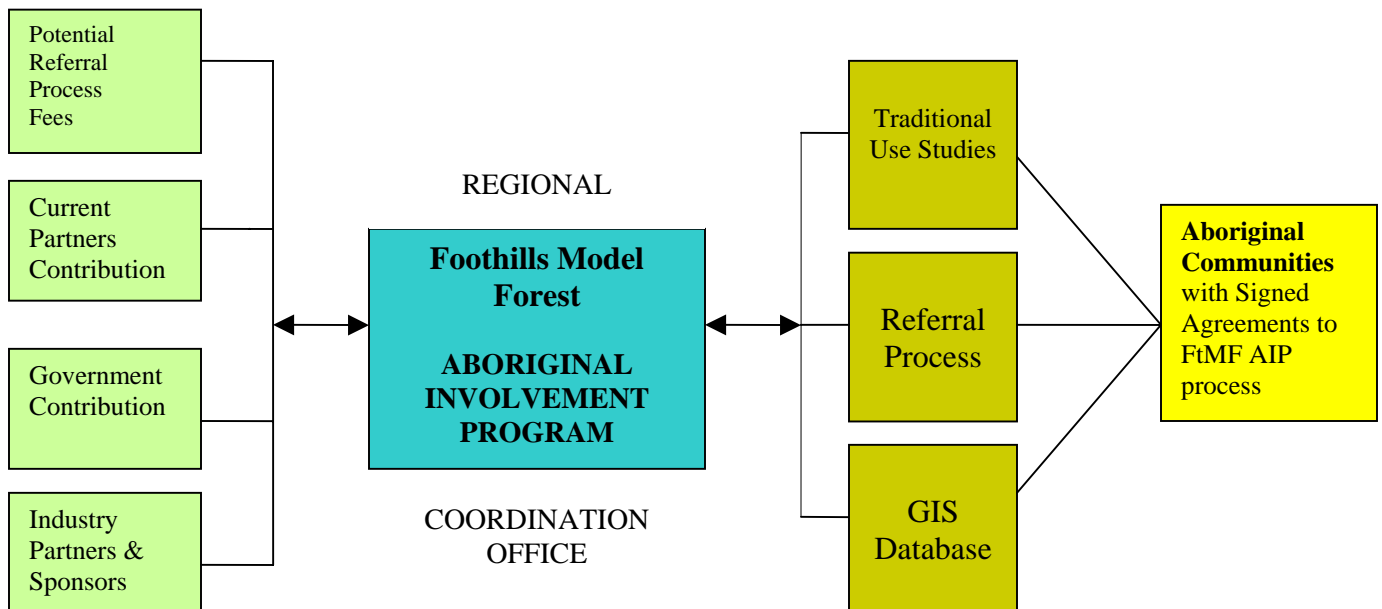 Potential
Referral
Process
Fees
Current
Partners
Contribution
Government
Contribution
Industry
Partners &
Sponsors
REGIONAL
Foothills Model
Forest
ABORIGINAL
INVOLVEMENT
PROGRAM
COORDINATION
OFFICE
Traditional
Use Studies
Referral
Process
GIS
Database
Aboriginal
Communities
with Signed
Agreements to
FtMF AIP
process